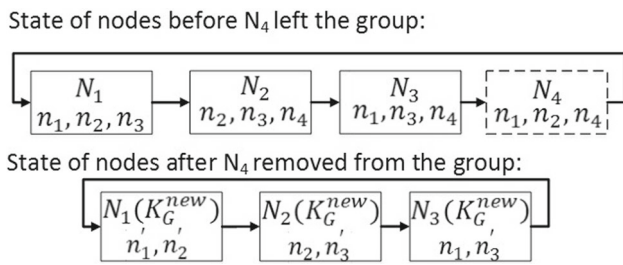 State of nodes before N₄ left the group:
N₁ N₂ N₃ N₄
n₁, n₂, n₃ n₂, n₃, n₄ n₁, n₃, n₄ n₁, n₂, n₄
State of nodes after N₄ removed from the group:
N₁(K_G^new) N₂(K_G^new) N₃(K_G^new)
n₁′, n₂′ n₂′, n₃′ n₁′, n₃′